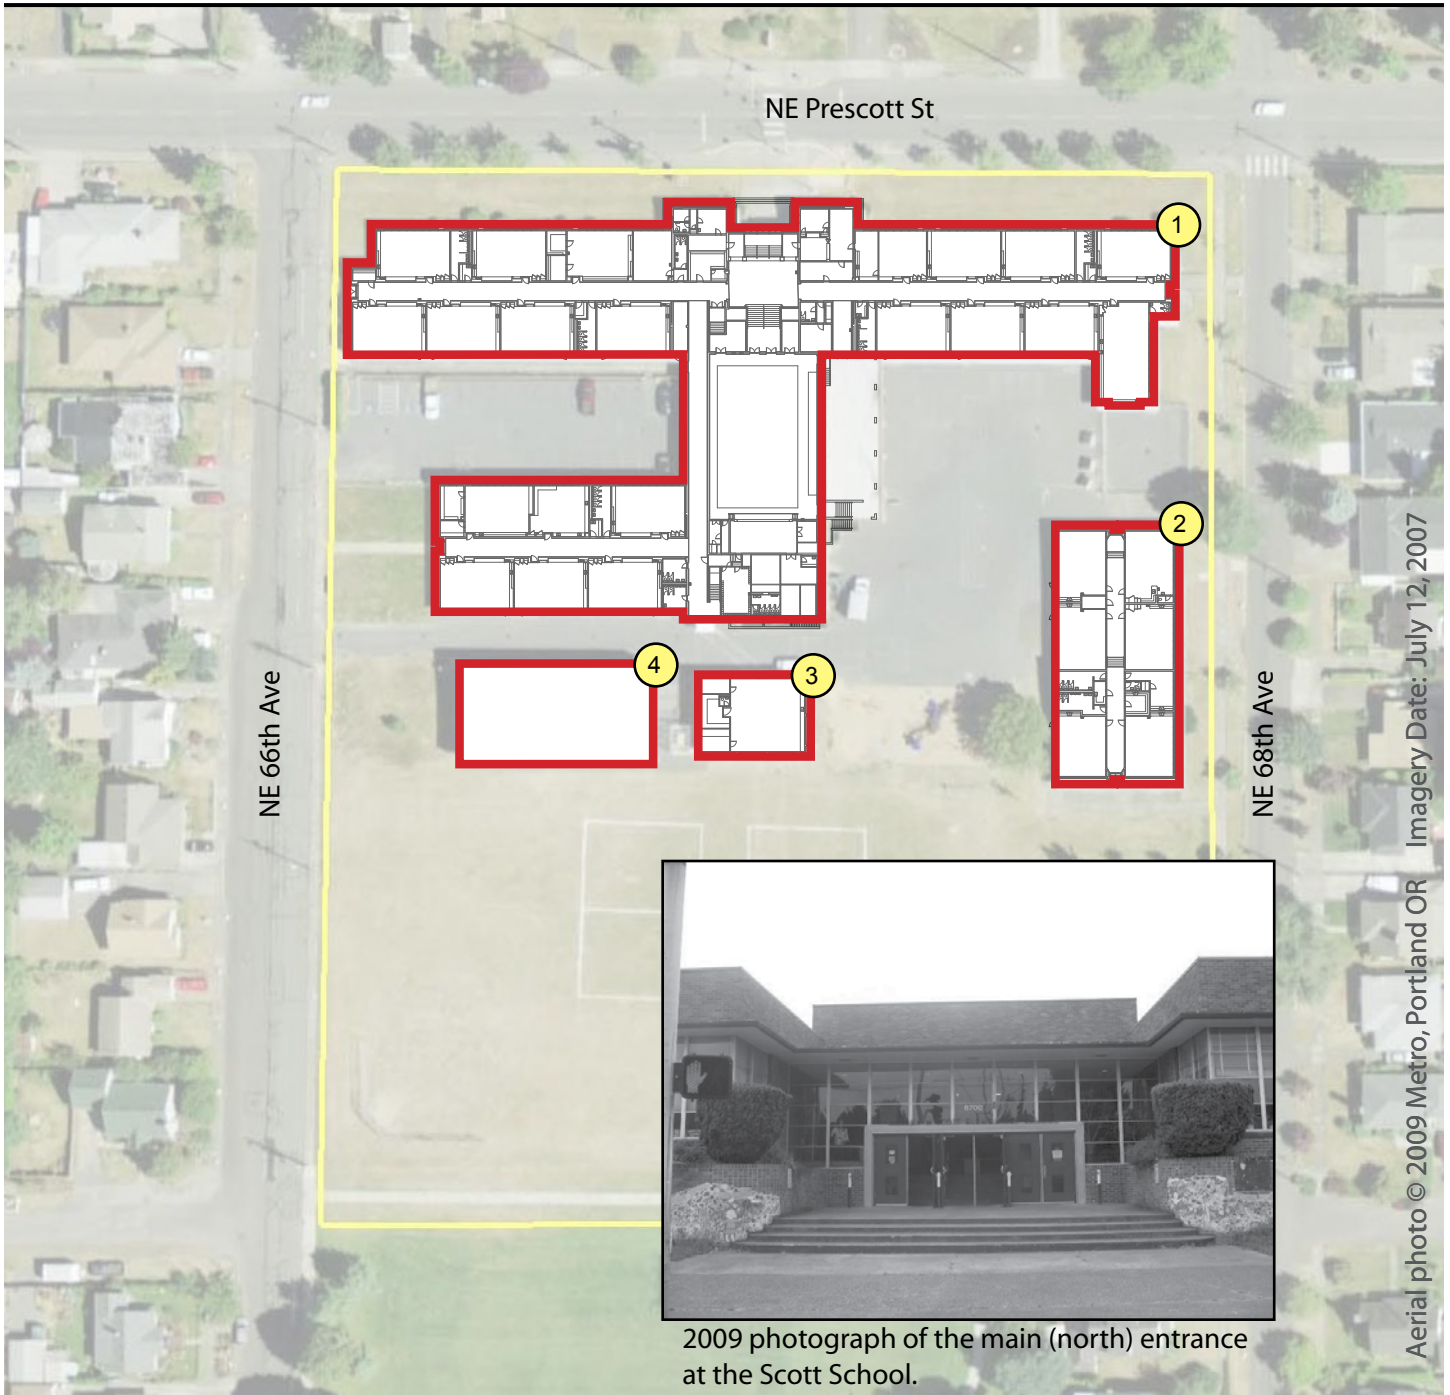 NE Prescott St
1
2
4
3
NE 66th Ave
NE 68th Ave
6700
2009 photograph of the main (north) entrance
at the Scott School.
Aerial photo © 2009 Metro, Portland OR Imagery Date: July 12, 2007